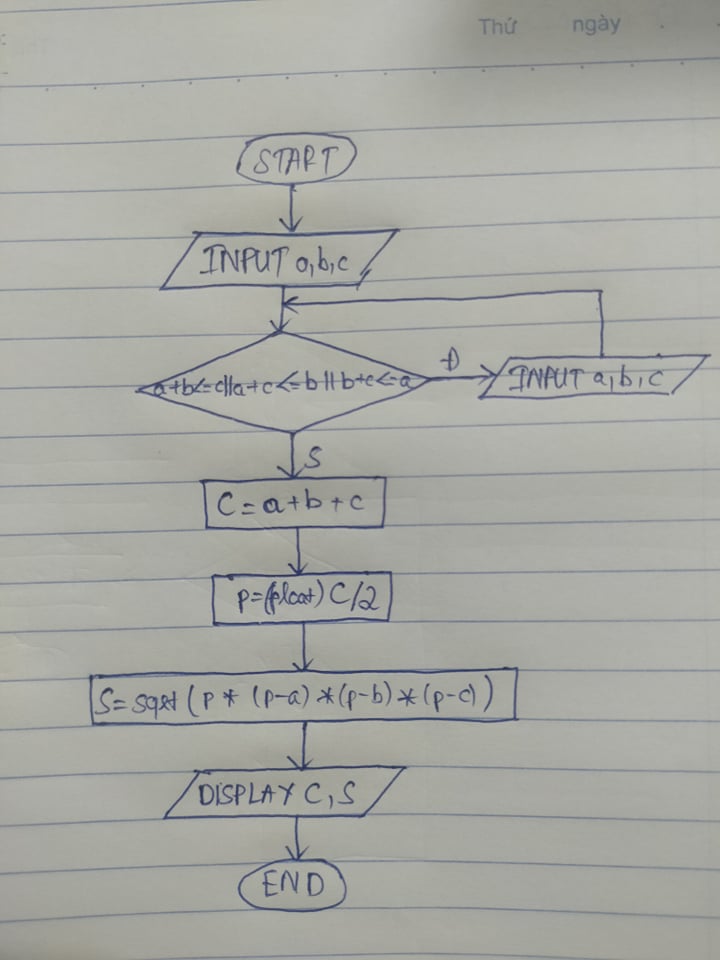 Thứ ngày
START
INPUT a,b,c
a+b<=c||a+c<=b||b+c<=a
Đ
INPUT a,b,c
S
C=a+b+c
p=(float) C/2
S=sqrt(p*(p-a)*(p-b)*(p-c))
DISPLAY C,S
END